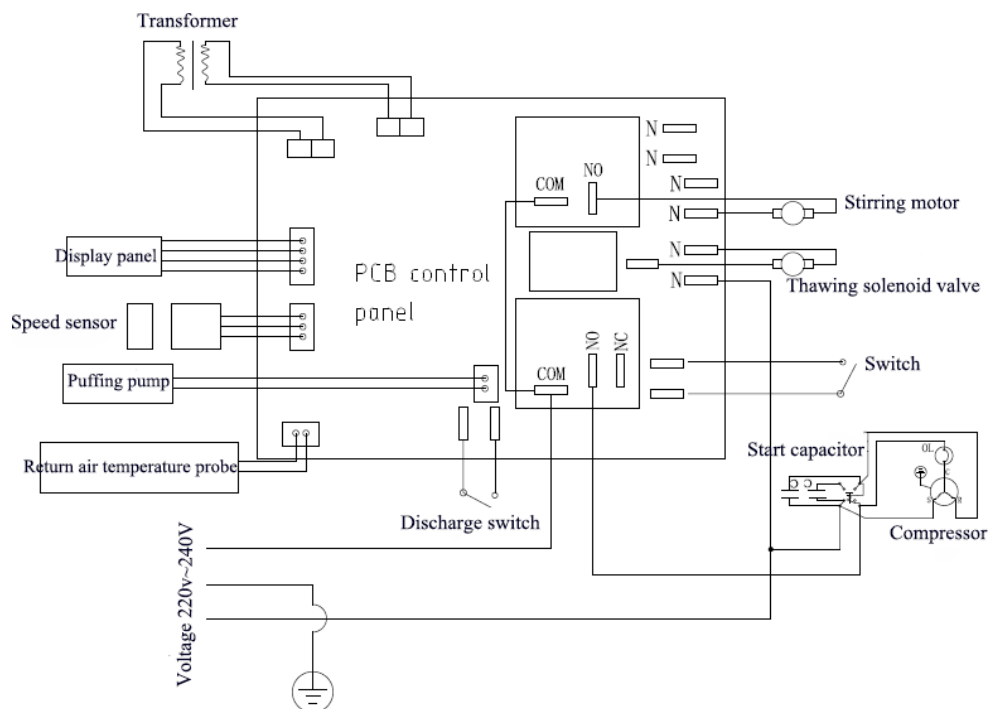 Transformer
N
N
NO
N
COM
N
Stirring motor
N
Display panel
PCB control
panel
N
Thawing solenoid valve
Speed sensor
NO
NC
Switch
COM
Puffing pump
Return air temperature probe
Start capacitor
OL
C
C
C
S
R
Discharge switch
Compressor
Voltage 220v~240V